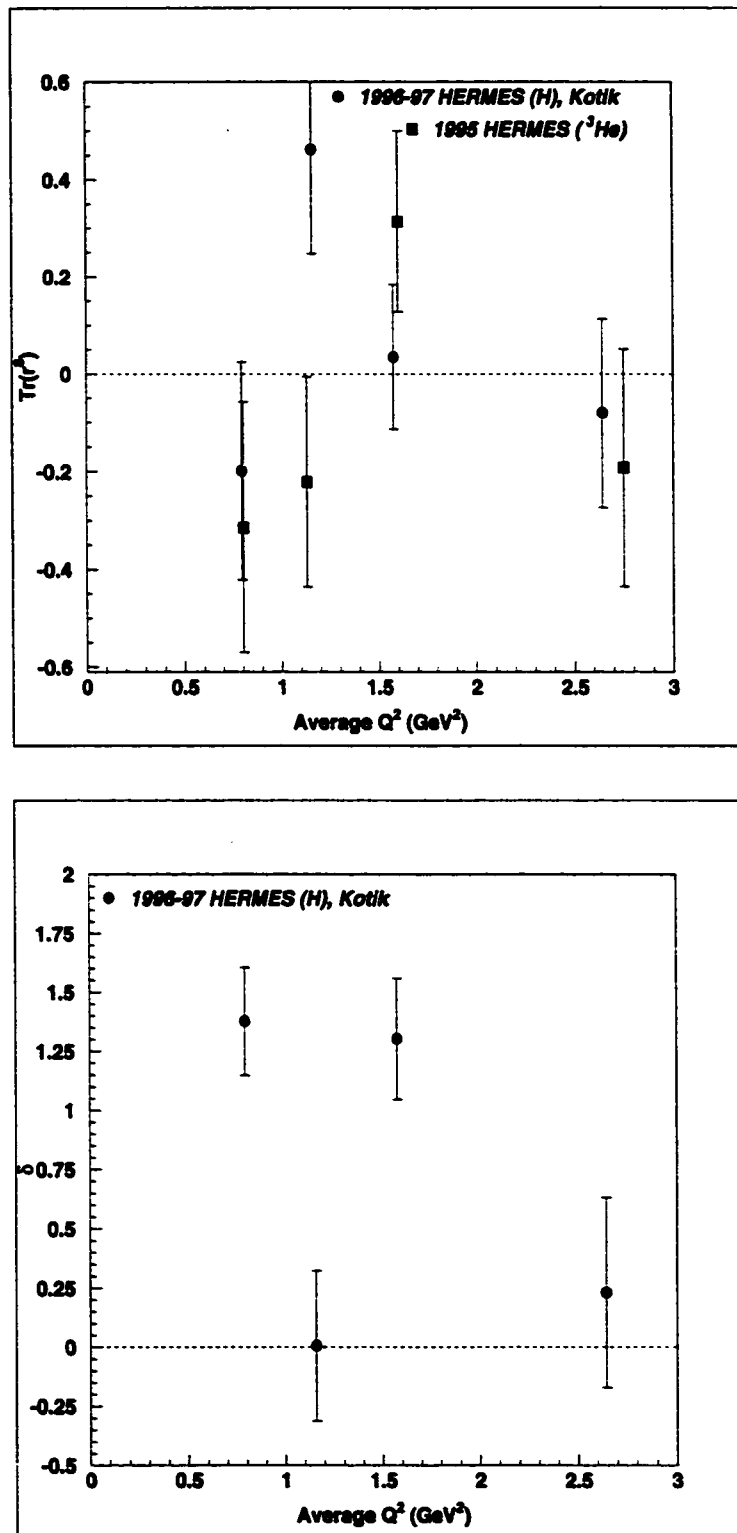 0.6
1996-97 HERMES (H), Kotik
1995 HERMES (³He)
0.4
0.2
0
-0.2
-0.4
-0.6
0 0.5 1 1.5 2 2.5 3
Average Q² (GeV²)
2
1996-97 HERMES (H), Kotik
1.75
1.5
1.25
1
δ
0.75
0.5
0.25
0
-0.25
-0.5
0 0.5 1 1.5 2 2.5 3
Average Q² (GeV²)